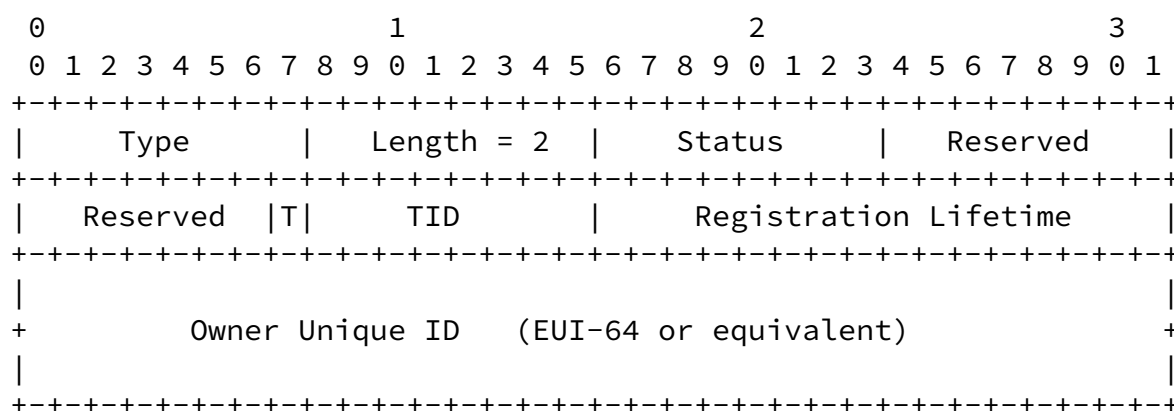 0                   1                   2                   3
 0 1 2 3 4 5 6 7 8 9 0 1 2 3 4 5 6 7 8 9 0 1 2 3 4 5 6 7 8 9 0 1
+-+-+-+-+-+-+-+-+-+-+-+-+-+-+-+-+-+-+-+-+-+-+-+-+-+-+-+-+-+-+-+-+
|     Type      |   Length = 2  |    Status     |   Reserved    |
+-+-+-+-+-+-+-+-+-+-+-+-+-+-+-+-+-+-+-+-+-+-+-+-+-+-+-+-+-+-+-+-+
|   Reserved  |T|     TID       |     Registration Lifetime     |
+-+-+-+-+-+-+-+-+-+-+-+-+-+-+-+-+-+-+-+-+-+-+-+-+-+-+-+-+-+-+-+-+
|                                                               |
+         Owner Unique ID   (EUI-64 or equivalent)              +
|                                                               |
+-+-+-+-+-+-+-+-+-+-+-+-+-+-+-+-+-+-+-+-+-+-+-+-+-+-+-+-+-+-+-+-+